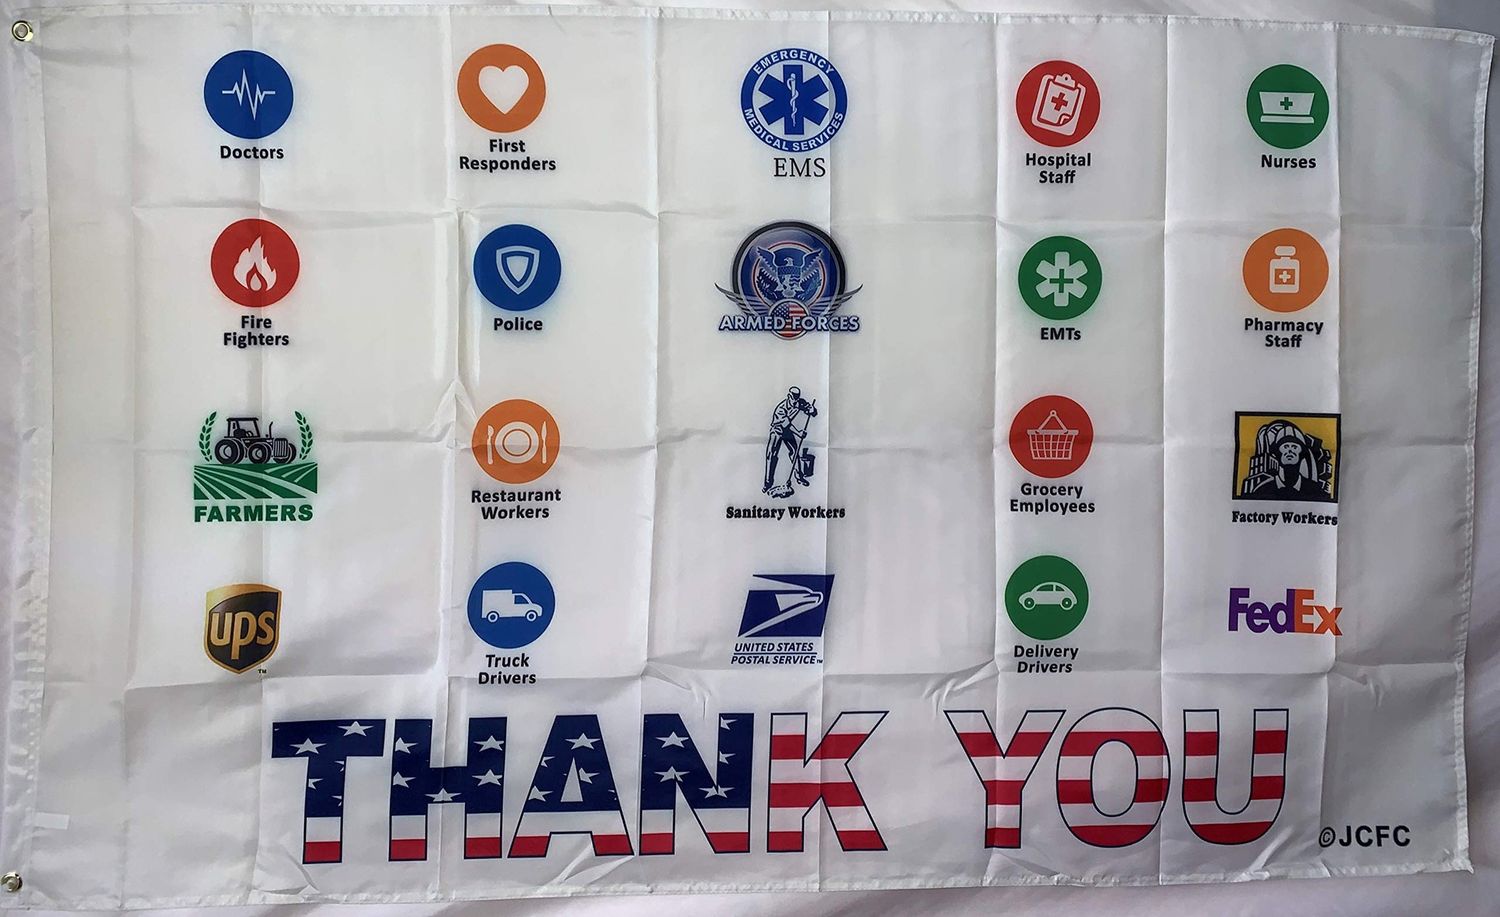 Doctors
First
Responders
EMERGENCY
MEDICAL SERVICES
EMS
Hospital
Staff
Nurses
Fire
Fighters
Police
ARMED FORCES
EMTs
Pharmacy
Staff
FARMERS
Restaurant
Workers
Sanitary Workers
Grocery
Employees
Factory Workers
ups
TM
Truck
Drivers
UNITED STATES
POSTAL SERVICE TM
Delivery
Drivers
FedEx
THANK YOU
©JCFC